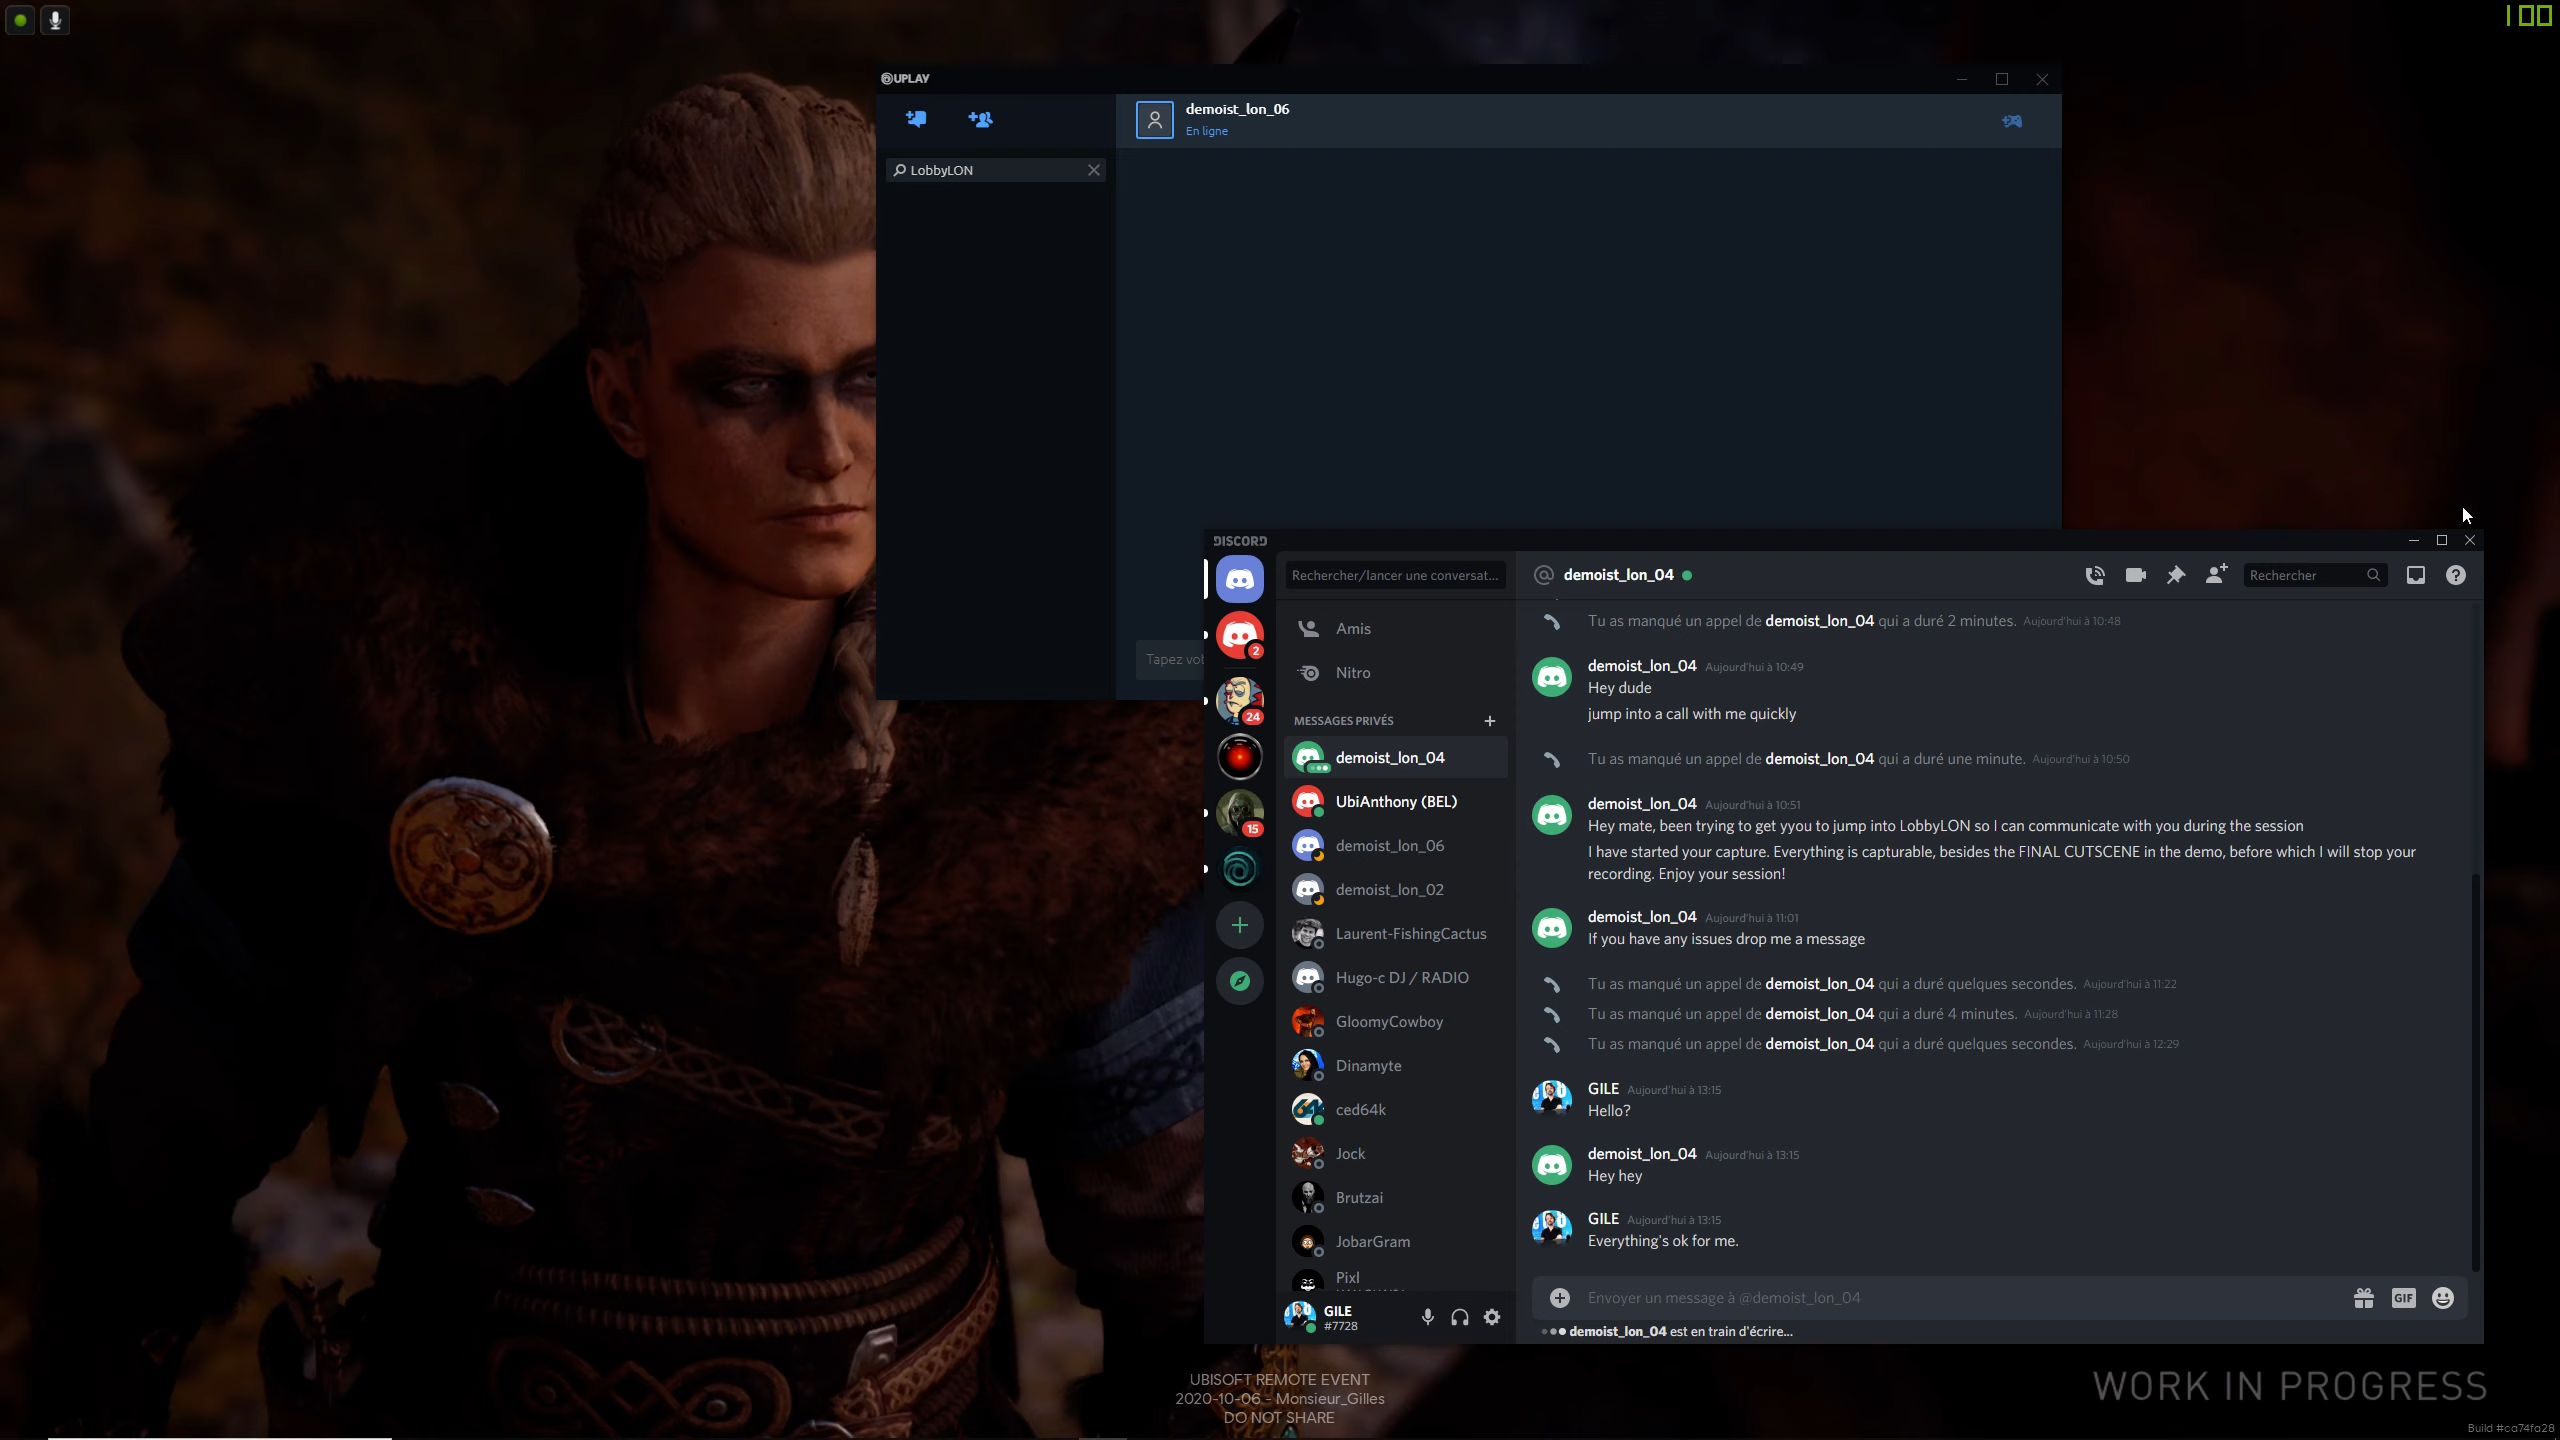 100
UPLAY
demoist_lon_06
En ligne
LobbyLON
Tapez vot
DISCORD
Rechercher/lancer une conversat...
Amis
Nitro
MESSAGES PRIVÉS
demoist_lon_04
UbiAnthony (BEL)
demoist_lon_06
demoist_lon_02
Laurent-FishingCactus
Hugo-c DJ / RADIO
GloomyCowboy
Dinamyte
ced64k
Jock
Brutzai
JobarGram
Pixl
GILE
#7728
2
24
15
demoist_lon_04
Rechercher
Tu as manqué un appel de demoist_lon_04 qui a duré 2 minutes. Aujourd'hui à 10:48
demoist_lon_04 Aujourd'hui à 10:49
Hey dude
jump into a call with me quickly
Tu as manqué un appel de demoist_lon_04 qui a duré une minute. Aujourd'hui à 10:50
demoist_lon_04 Aujourd'hui à 10:51
Hey mate, been trying to get yyou to jump into LobbyLON so I can communicate with you during the session
I have started your capture. Everything is capturable, besides the FINAL CUTSCENE in the demo, before which I will stop your
recording. Enjoy your session!
demoist_lon_04 Aujourd'hui à 11:01
If you have any issues drop me a message
Tu as manqué un appel de demoist_lon_04 qui a duré quelques secondes. Aujourd'hui à 11:22
Tu as manqué un appel de demoist_lon_04 qui a duré 4 minutes. Aujourd'hui à 11:28
Tu as manqué un appel de demoist_lon_04 qui a duré quelques secondes. Aujourd'hui à 12:29
GILE Aujourd'hui à 13:15
Hello?
demoist_lon_04 Aujourd'hui à 13:15
Hey hey
GILE Aujourd'hui à 13:15
Everything's ok for me.
Envoyer un message à @demoist_lon_04
GIF
demoist_lon_04 est en train d'écrire...
UBISOFT REMOTE EVENT
2020-10-06 - Monsieur_Gilles
DO NOT SHARE
WORK IN PROGRESS
Build #ca74fa28